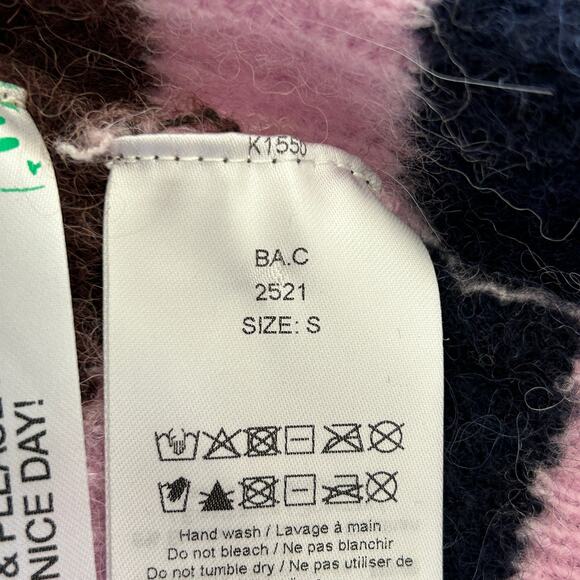 K1550
BA.C
2521
SIZE: S
Hand wash / Lavage à main
Do not bleach / Ne pas blanchir
Do not tumble dry / Ne pas utiliser de
& PLEASE
NICE DAY!